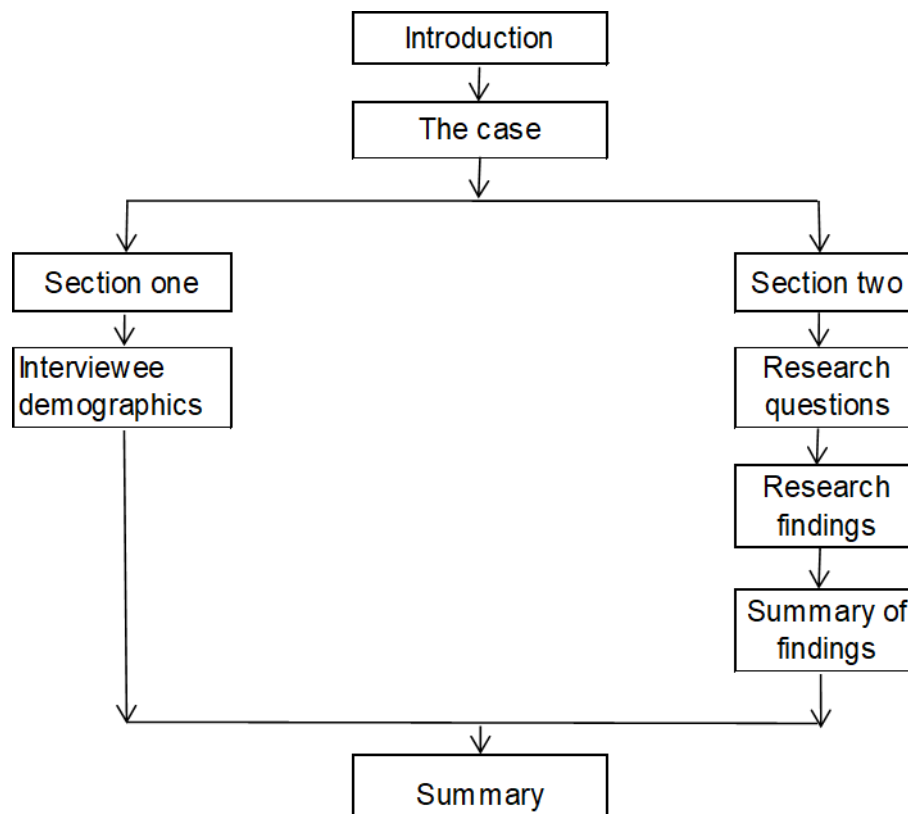 Introduction
The case
Section one
Section two
Interviewee
demographics
Research
questions
Research
findings
Summary of
findings
Summary